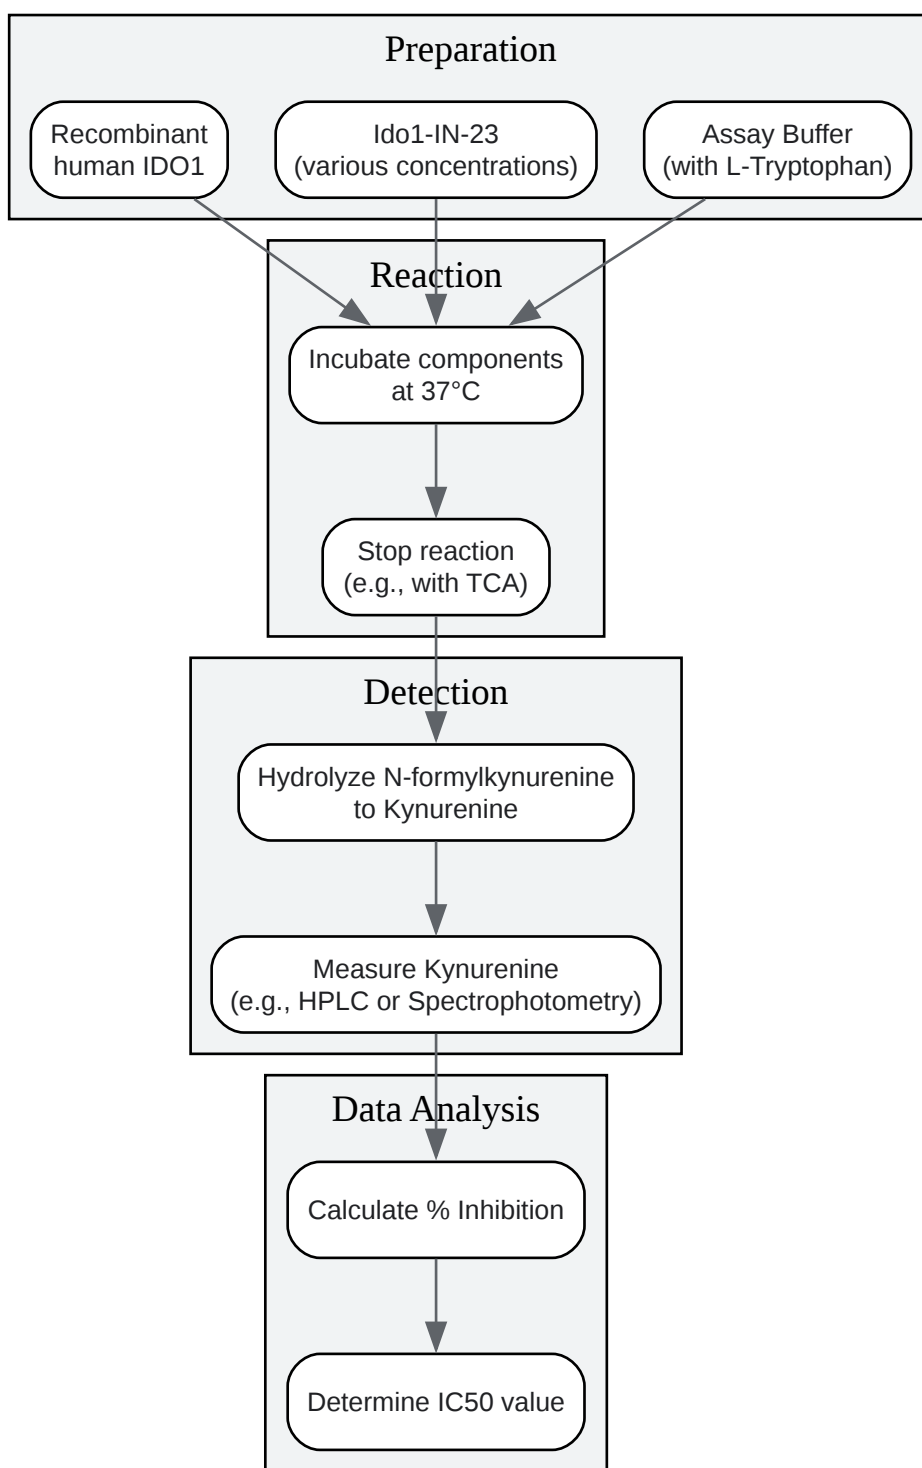 Preparation
Recombinant
human IDO1
Ido1-IN-23
(various concentrations)
Assay Buffer
(with L-Tryptophan)
Reaction
Incubate components
at 37°C
Stop reaction
(e.g., with TCA)
Detection
Hydrolyze N-formylkynurenine
to Kynurenine
Measure Kynurenine
(e.g., HPLC or Spectrophotometry)
Data Analysis
Calculate % Inhibition
Determine IC50 value